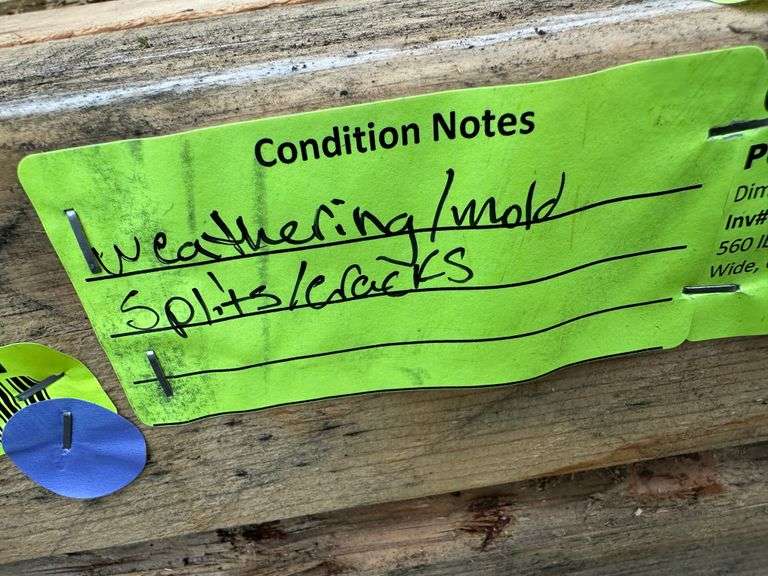 Condition Notes
weathering/mold
splits/cracks
Dim
Inv#
560 lb
Wide,